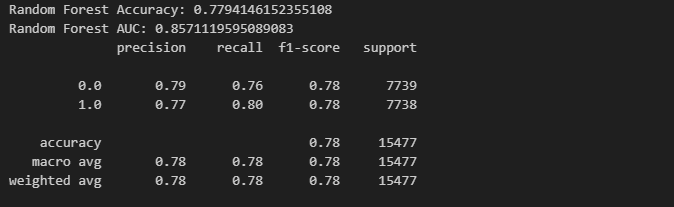 Random Forest Accuracy: 0.7794146152355108
Random Forest AUC: 0.8571119595089083
precision recall f1-score support
0.0 0.79 0.76 0.78 7739
1.0 0.77 0.80 0.78 7738
accuracy 0.78 15477
macro avg 0.78 0.78 0.78 15477
weighted avg 0.78 0.78 0.78 15477